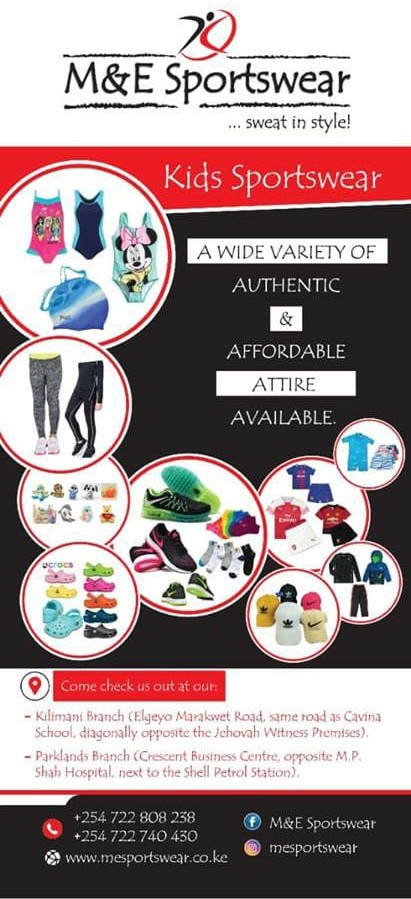 M&E Sportswear
... sweat in style!
Kids Sportswear
A WIDE VARIETY OF
AUTHENTIC
&
AFFORDABLE
ATTIRE
AVAILABLE.
crocs
Come check us out at our:
- Kilimani Branch (Elgeyo Marakwet Road, same road as Cavina
School, diagonally opposite the Jehovah Witness Premises).
- Parklands Branch (Crescent Business Centre, opposite M.P.
Shah Hospital, next to the Shell Petrol Station).
+254 722 808 238
+254 722 740 430
www.mesportswear.co.ke
M&E Sportswear
mesportswear